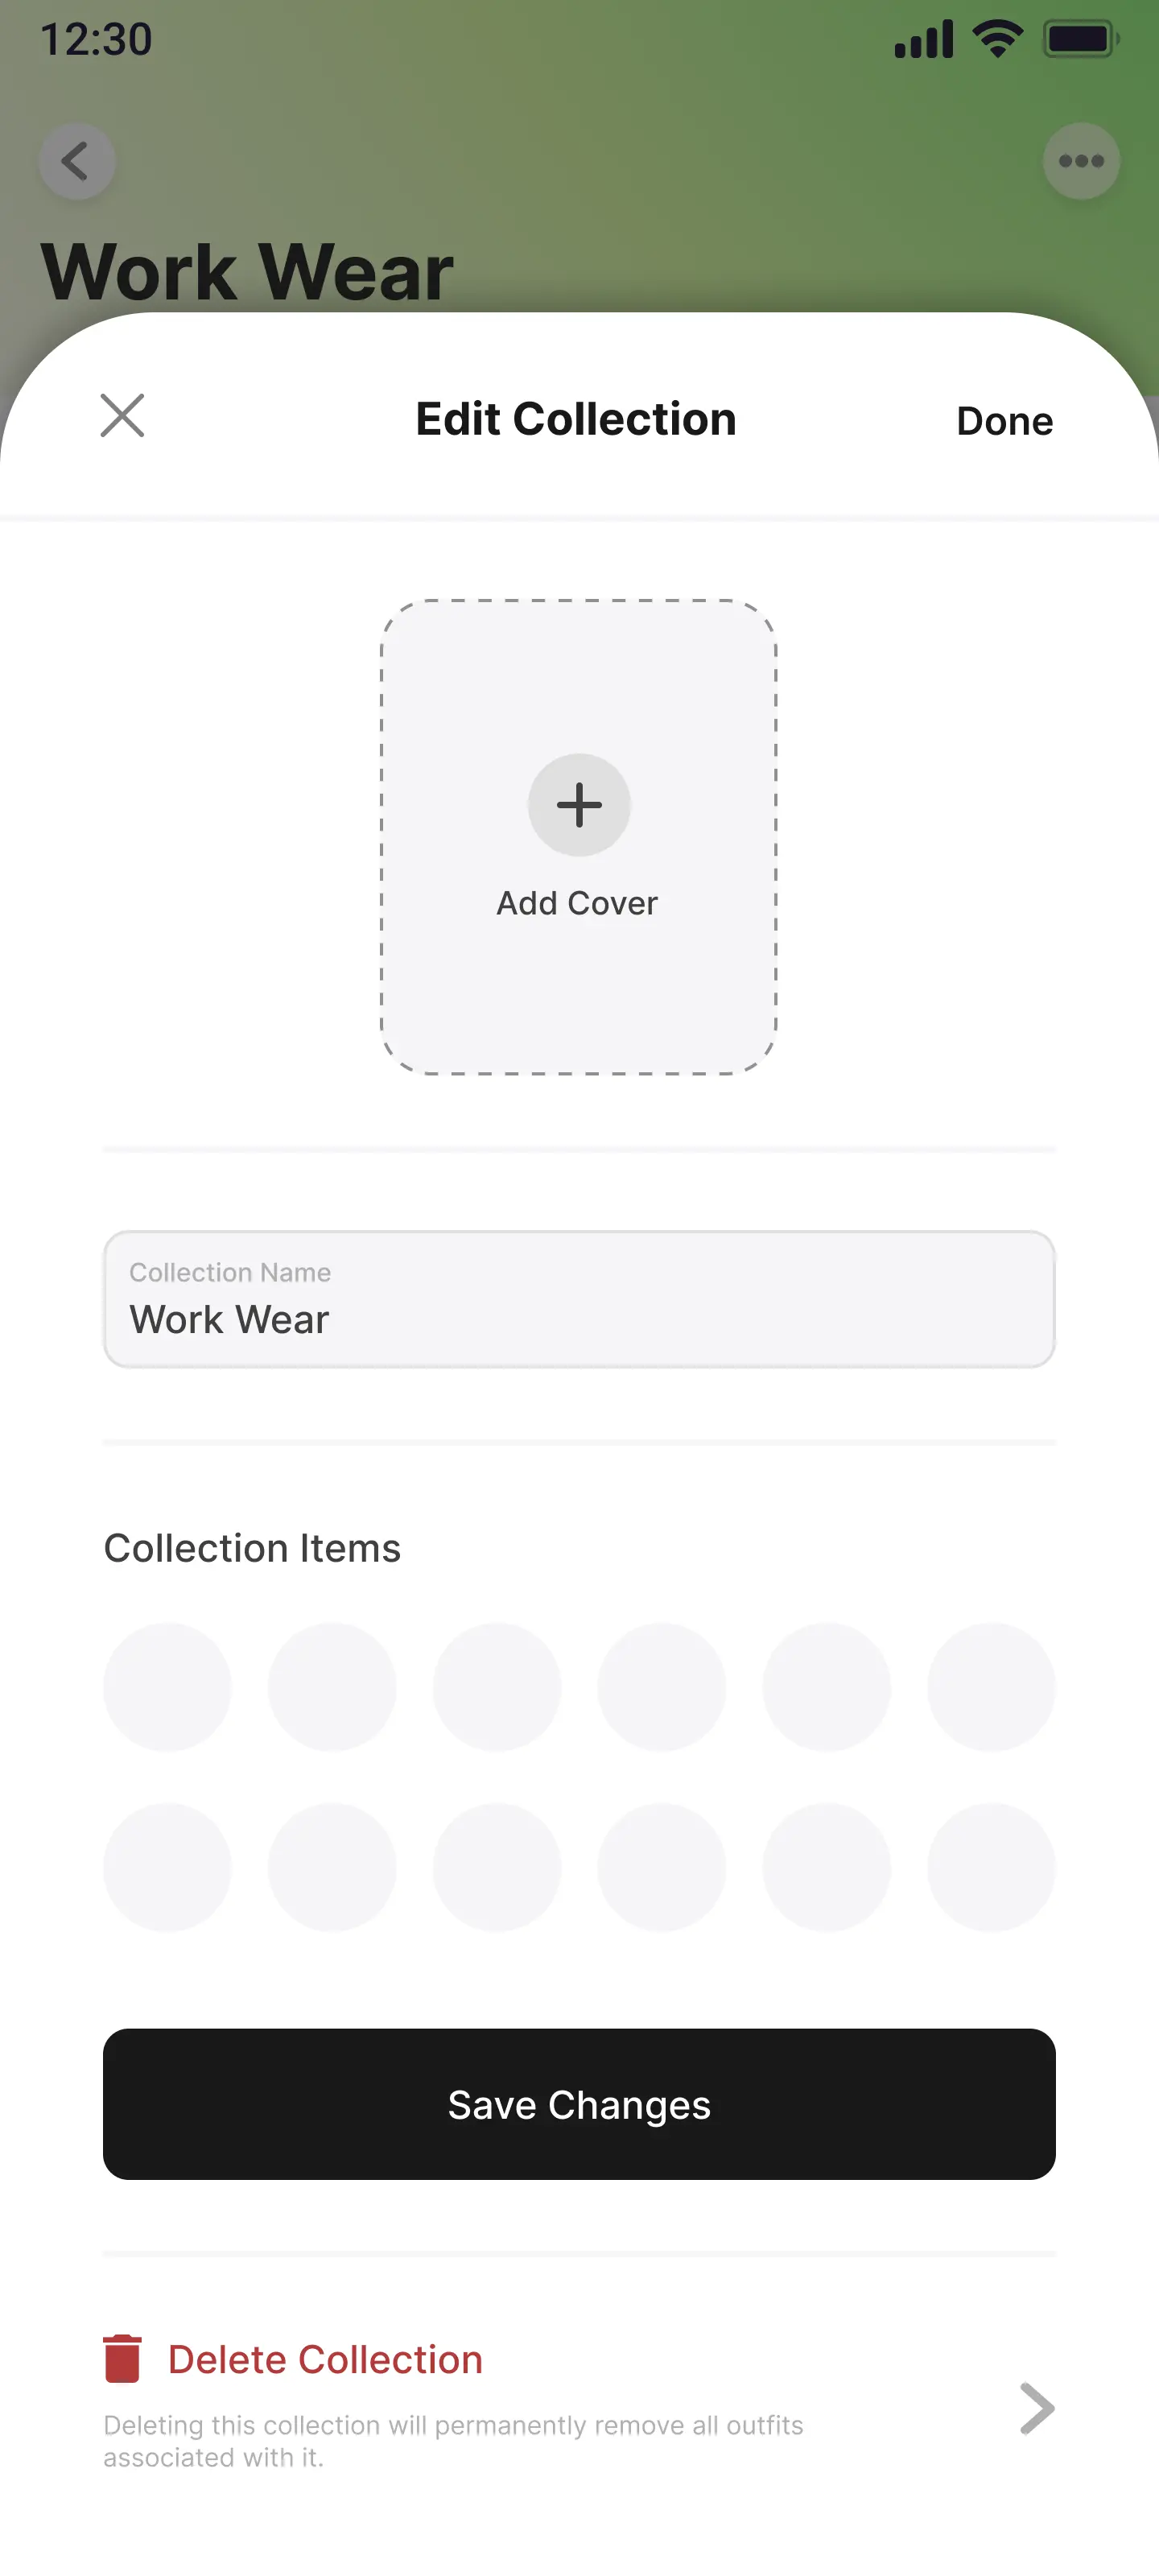 12:30
Work Wear
Edit Collection
Done
Add Cover
Collection Name
Work Wear
Collection Items
Save Changes
Delete Collection
Deleting this collection will permanently remove all outfits
associated with it.